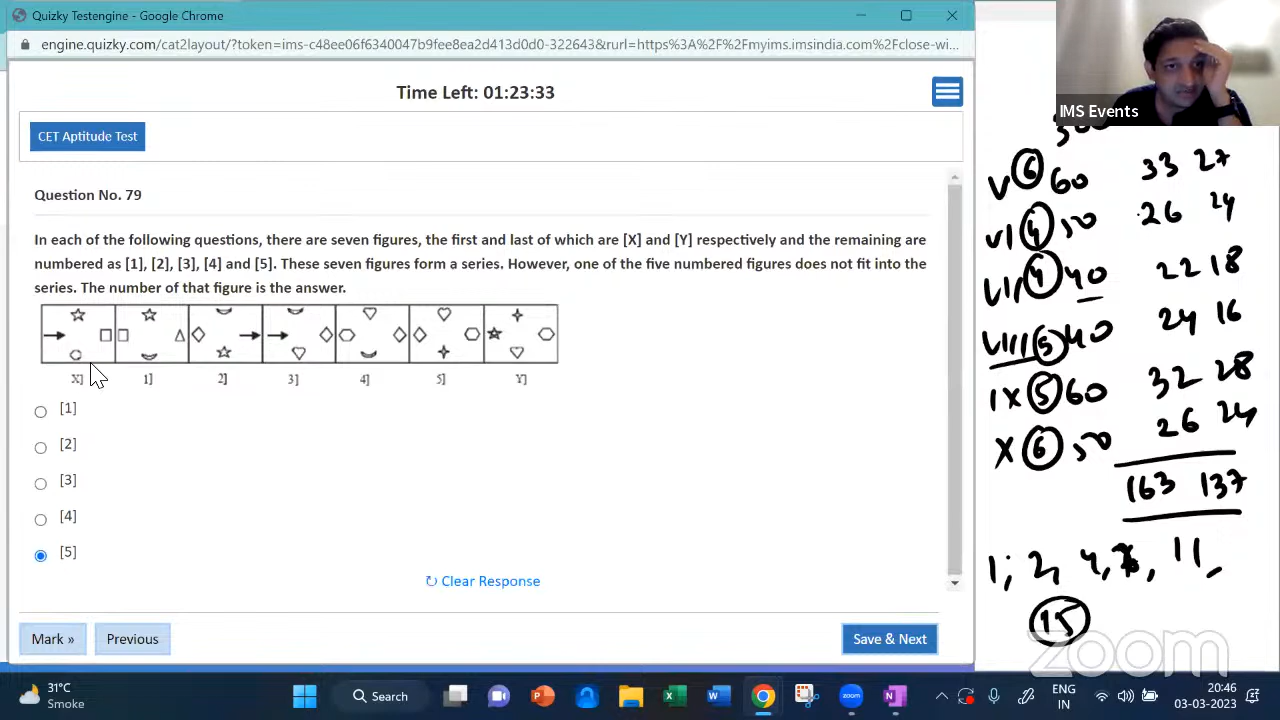 Quizky Testengine - Google Chrome
engine.quizky.com/cat2layout/?token=ims-c48ee06f6340047b9fee8ea2d413d0d0-322643&rurl=https%3A%2F%2Fmyims.imsindia.com%2Fclose-wi...
Time Left: 01:23:33
CET Aptitude Test
Question No. 79
In each of the following questions, there are seven figures, the first and last of which are [X] and [Y] respectively and the remaining are
numbered as [1], [2], [3], [4] and [5]. These seven figures form a series. However, one of the five numbered figures does not fit into the
series. The number of that figure is the answer.
X] 1] 2] 3] 4] 5] Y]
[1]
[2]
[3]
[4]
[5]
Clear Response
Mark » Previous Save & Next
IMS Events
V 6 60 33 27
VI 4 50 26 24
VII 4 40 22 18
VIII 5 40 24 16
IX 5 60 32 28
X 6 50 26 24
163 137
1, 2, 4, 11,
15
zoom
31°C
Smoke
Search
zoom
ENG
IN
20:46
03-03-2023